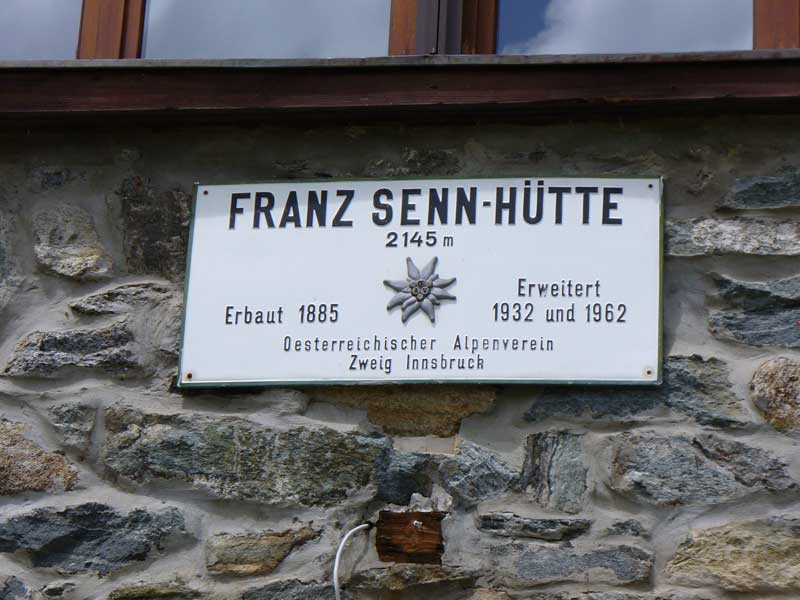 FRANZ SENN-HÜTTE
2145 m
Erbaut 1885
Erweitert
1932 und 1962
Oesterreichischer Alpenverein
Zweig Innsbruck